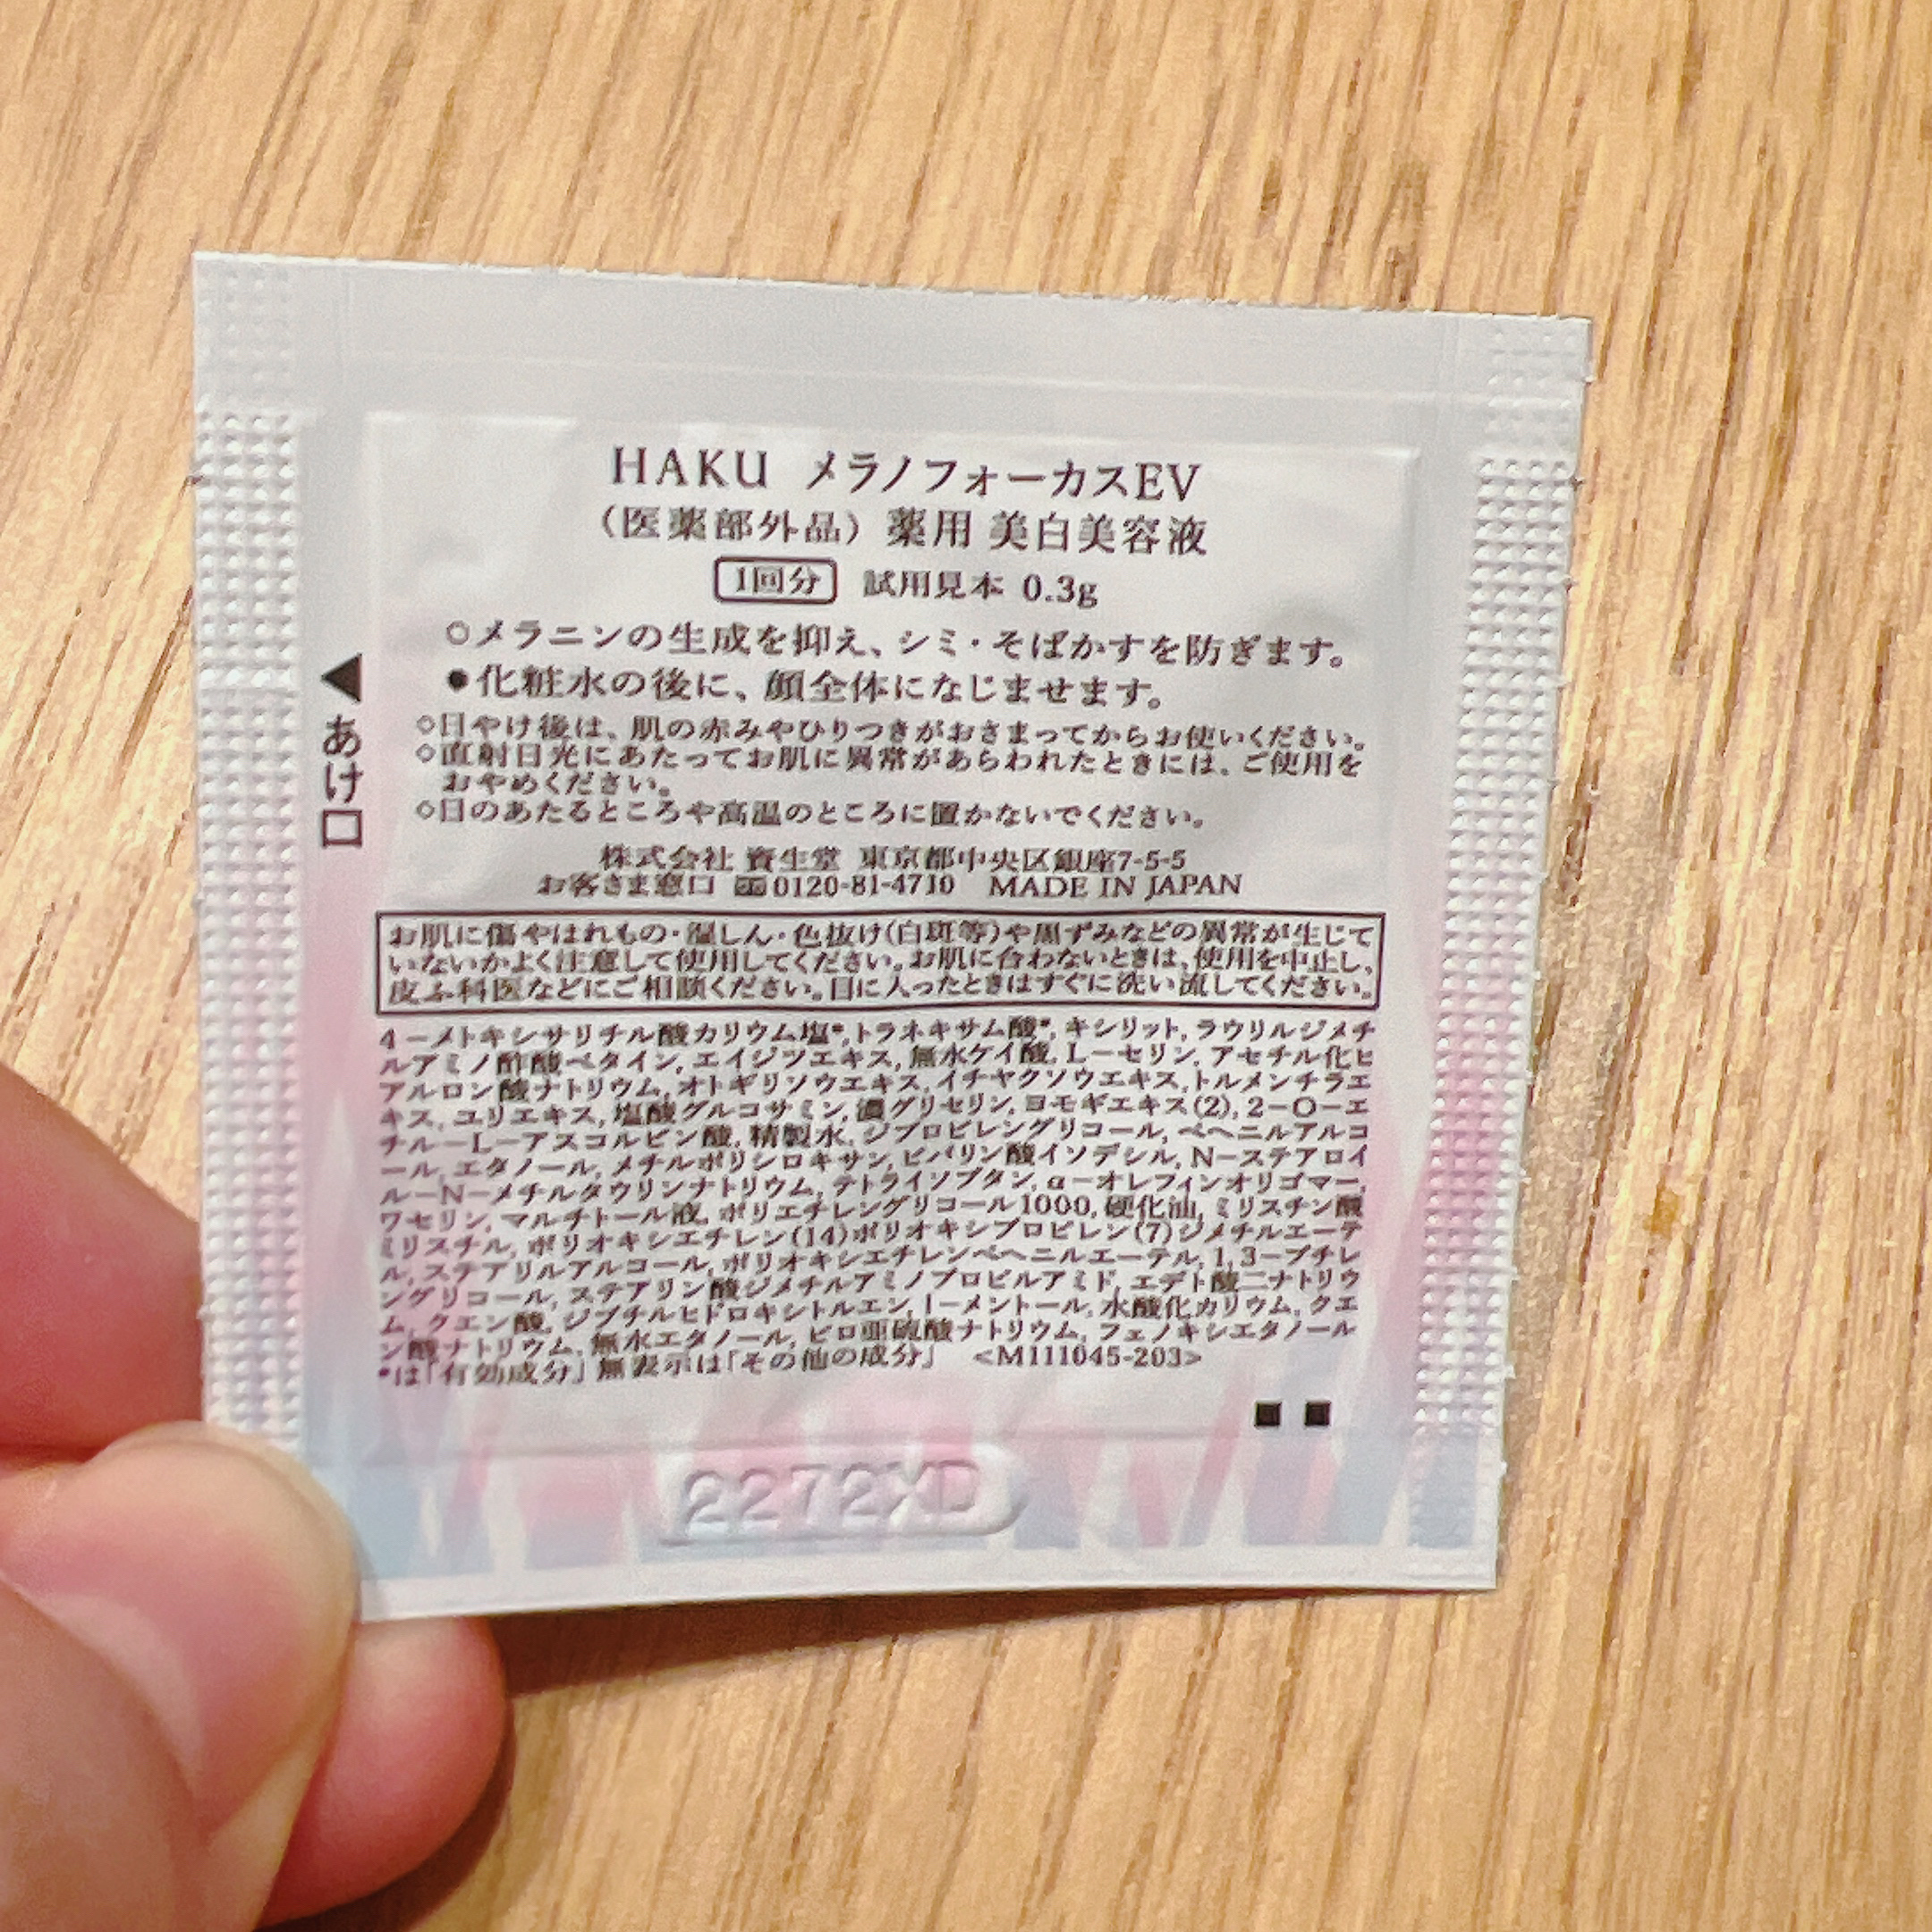 HAKU メラノフォーカスEV
（医薬部外品）薬用 美白美容液
1回分 試用見本 0.3g
○メラニンの生成を抑え、シミ・そばかすを防ぎます。
●化粧水の後に、顔全体になじませます。
○日やけ後は、肌の赤みやひりつきがおさまってからお使いください。
○直射日光にあたってお肌に異常があらわれたときには、ご使用を
おやめください。
○日のあたるところや高温のところに置かないでください。
◀あけ口
株式会社 資生堂 東京都中央区銀座7-5-5
お客さま窓口 0120-81-4710 MADE IN JAPAN
お肌に傷やはれもの・湿しん・色抜け(白斑等)や黒ずみなどの異常が生じて
いないかよく注意して使用してください。お肌に合わないときは、使用を中止し、
皮ふ科医などにご相談ください。目に入ったときはすぐに洗い流してください。
4－メトキシサリチル酸カリウム塩*,トラネキサム酸*, キシリット, ラウリルジメチ
ルアミノ酢酸ベタイン, エイジツエキス, 無水ケイ酸, L－セリン, アセチル化ヒ
アルロン酸ナトリウム, オトギリソウエキス, イチヤクソウエキス, トルメンチラエ
キス, ユリエキス, 塩酸グルコサミン, 濃グリセリン, ヨモギエキス(2), 2－O－エ
チル－L－アスコルビン酸, 精製水, ジプロピレングリコール, ベヘニルアルコ
ール, エタノール, メチルポリシロキサン, ピバリン酸イソデシル, N－ステアロイ
ル－N－メチルタウリンナトリウム, テトライソブタン, α－オレフィンオリゴマー,
ワセリン, マルチトール液, ポリエチレングリコール1000, 硬化油, ミリスチン酸
ミリスチル, ポリオキシエチレン(14)ポリオキシプロピレン(7)ジメチルエーテ
ル, ステアリルアルコール, ポリオキシエチレンベヘニルエーテル, 1,3－ブチレ
ングリコール, ステアリン酸ジメチルアミノプロピルアミド, エデト酸二ナトリウ
ム, クエン酸, ジブチルヒドロキシトルエン, l－メントール, 水酸化カリウム, クエ
ン酸ナトリウム, 無水エタノール, ピロ亜硫酸ナトリウム, フェノキシエタノール
*は「有効成分」無表示は「その他の成分」 <M111045-203>
2272XD